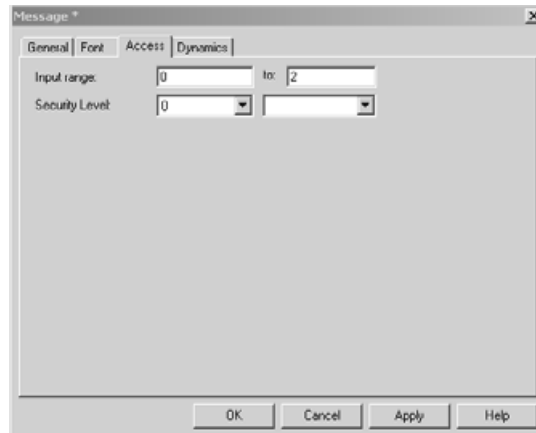 Message *
General Font Access Dynamics
Input range: 0 to: 2
Security Level: 0
OK Cancel Apply Help